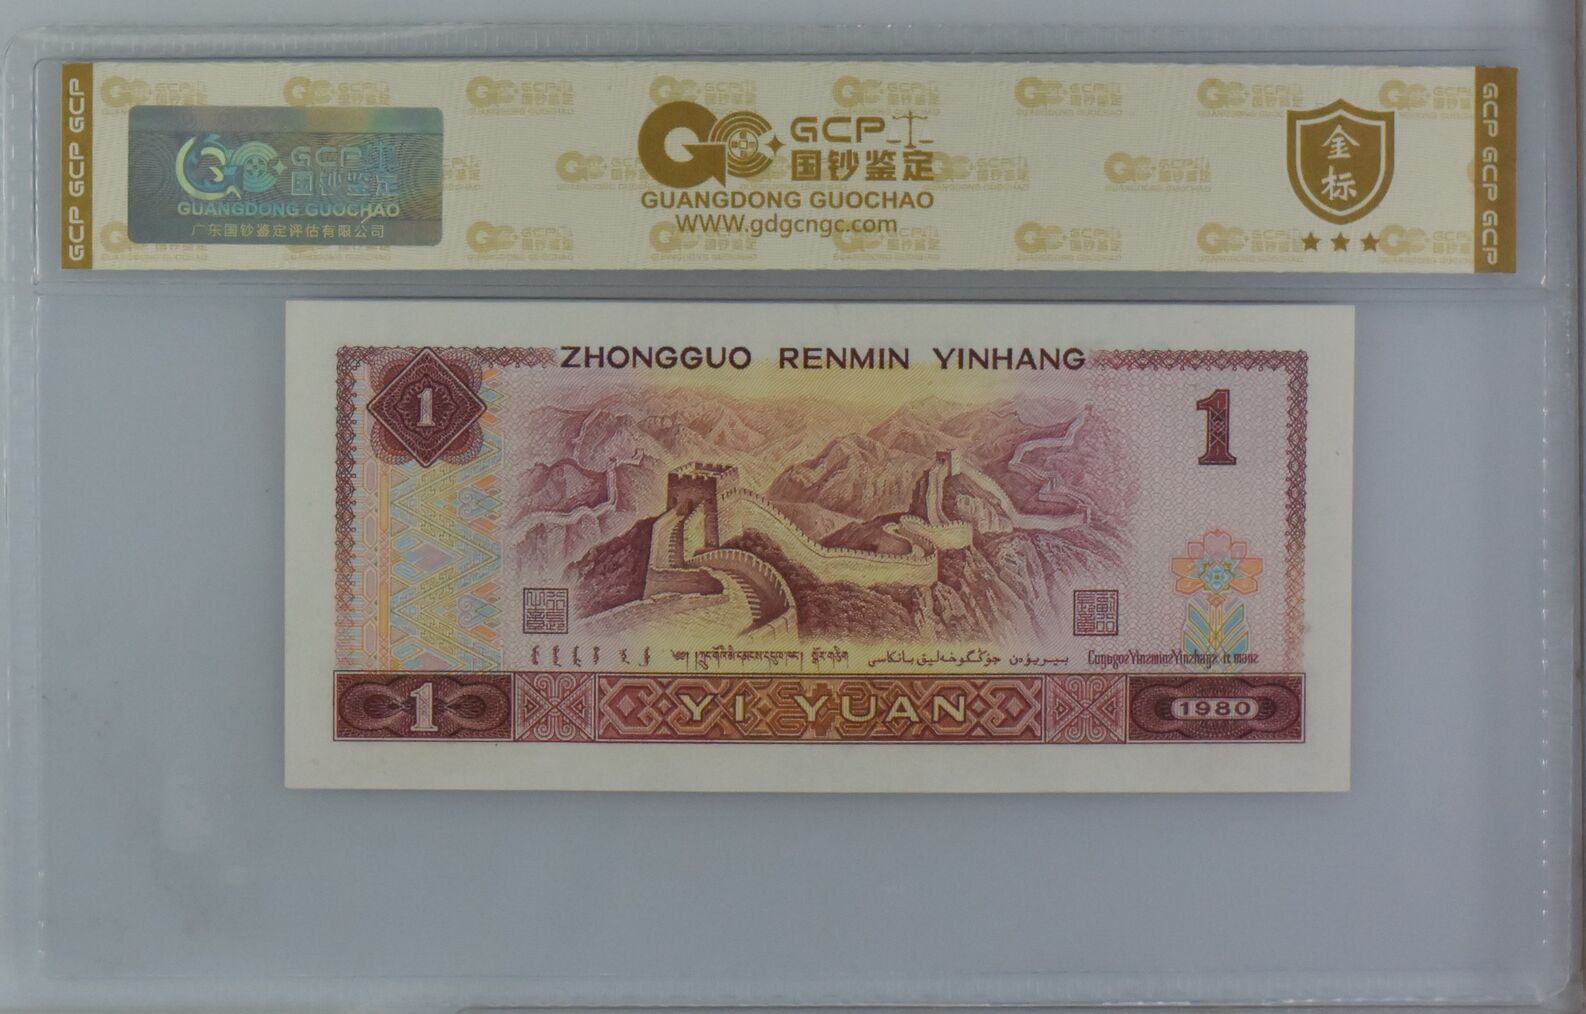 GCP GCP GCP
GCP
国钞鉴定
GUANGDONG GUOCHAO
广东国钞鉴定评估有限公司
GCP
国钞鉴定
GUANGDONG GUOCHAO
WWW.gdgcngc.com
金标
GCP GCP GCP
ZHONGGUO RENMIN YINHANG
1
1
1
YI YUAN
1980